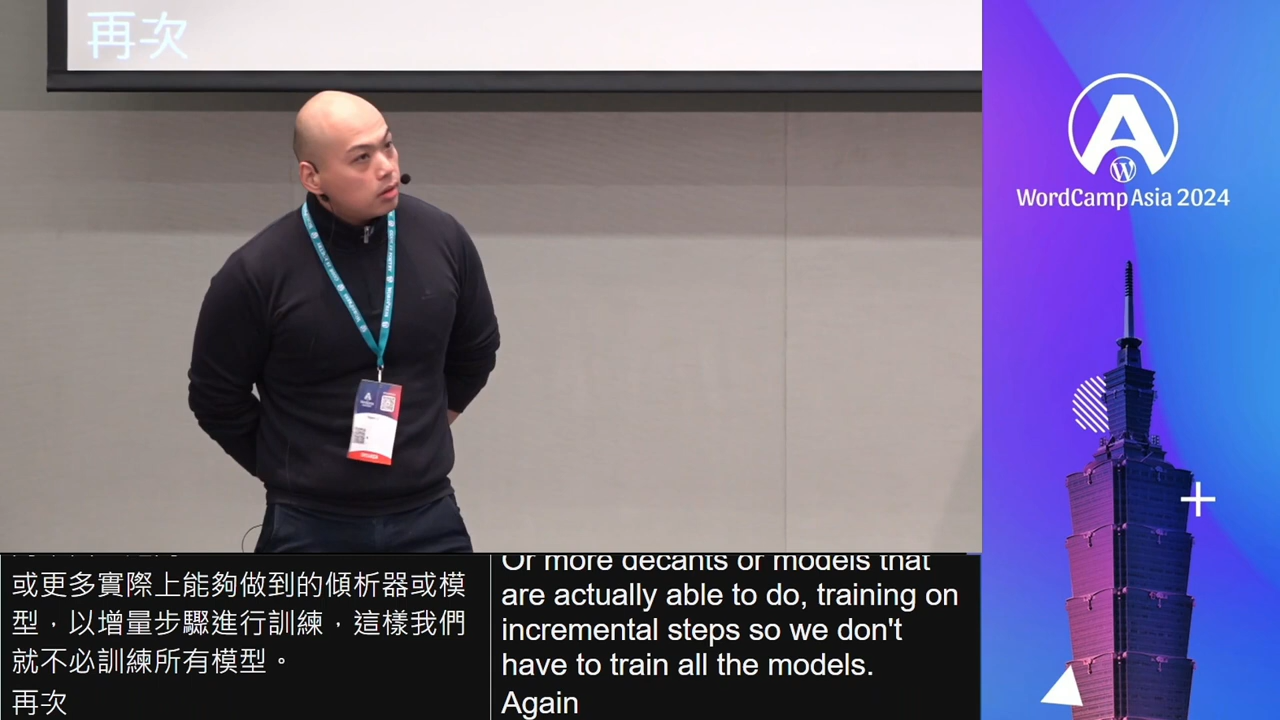 再次
WordCamp Asia 2024
或更多實際上能夠做到的傾析器或模
型，以增量步驟進行訓練，這樣我們
就不必訓練所有模型。
再次
Or more decants or models that
are actually able to do, training on
incremental steps so we don't
have to train all the models.
Again